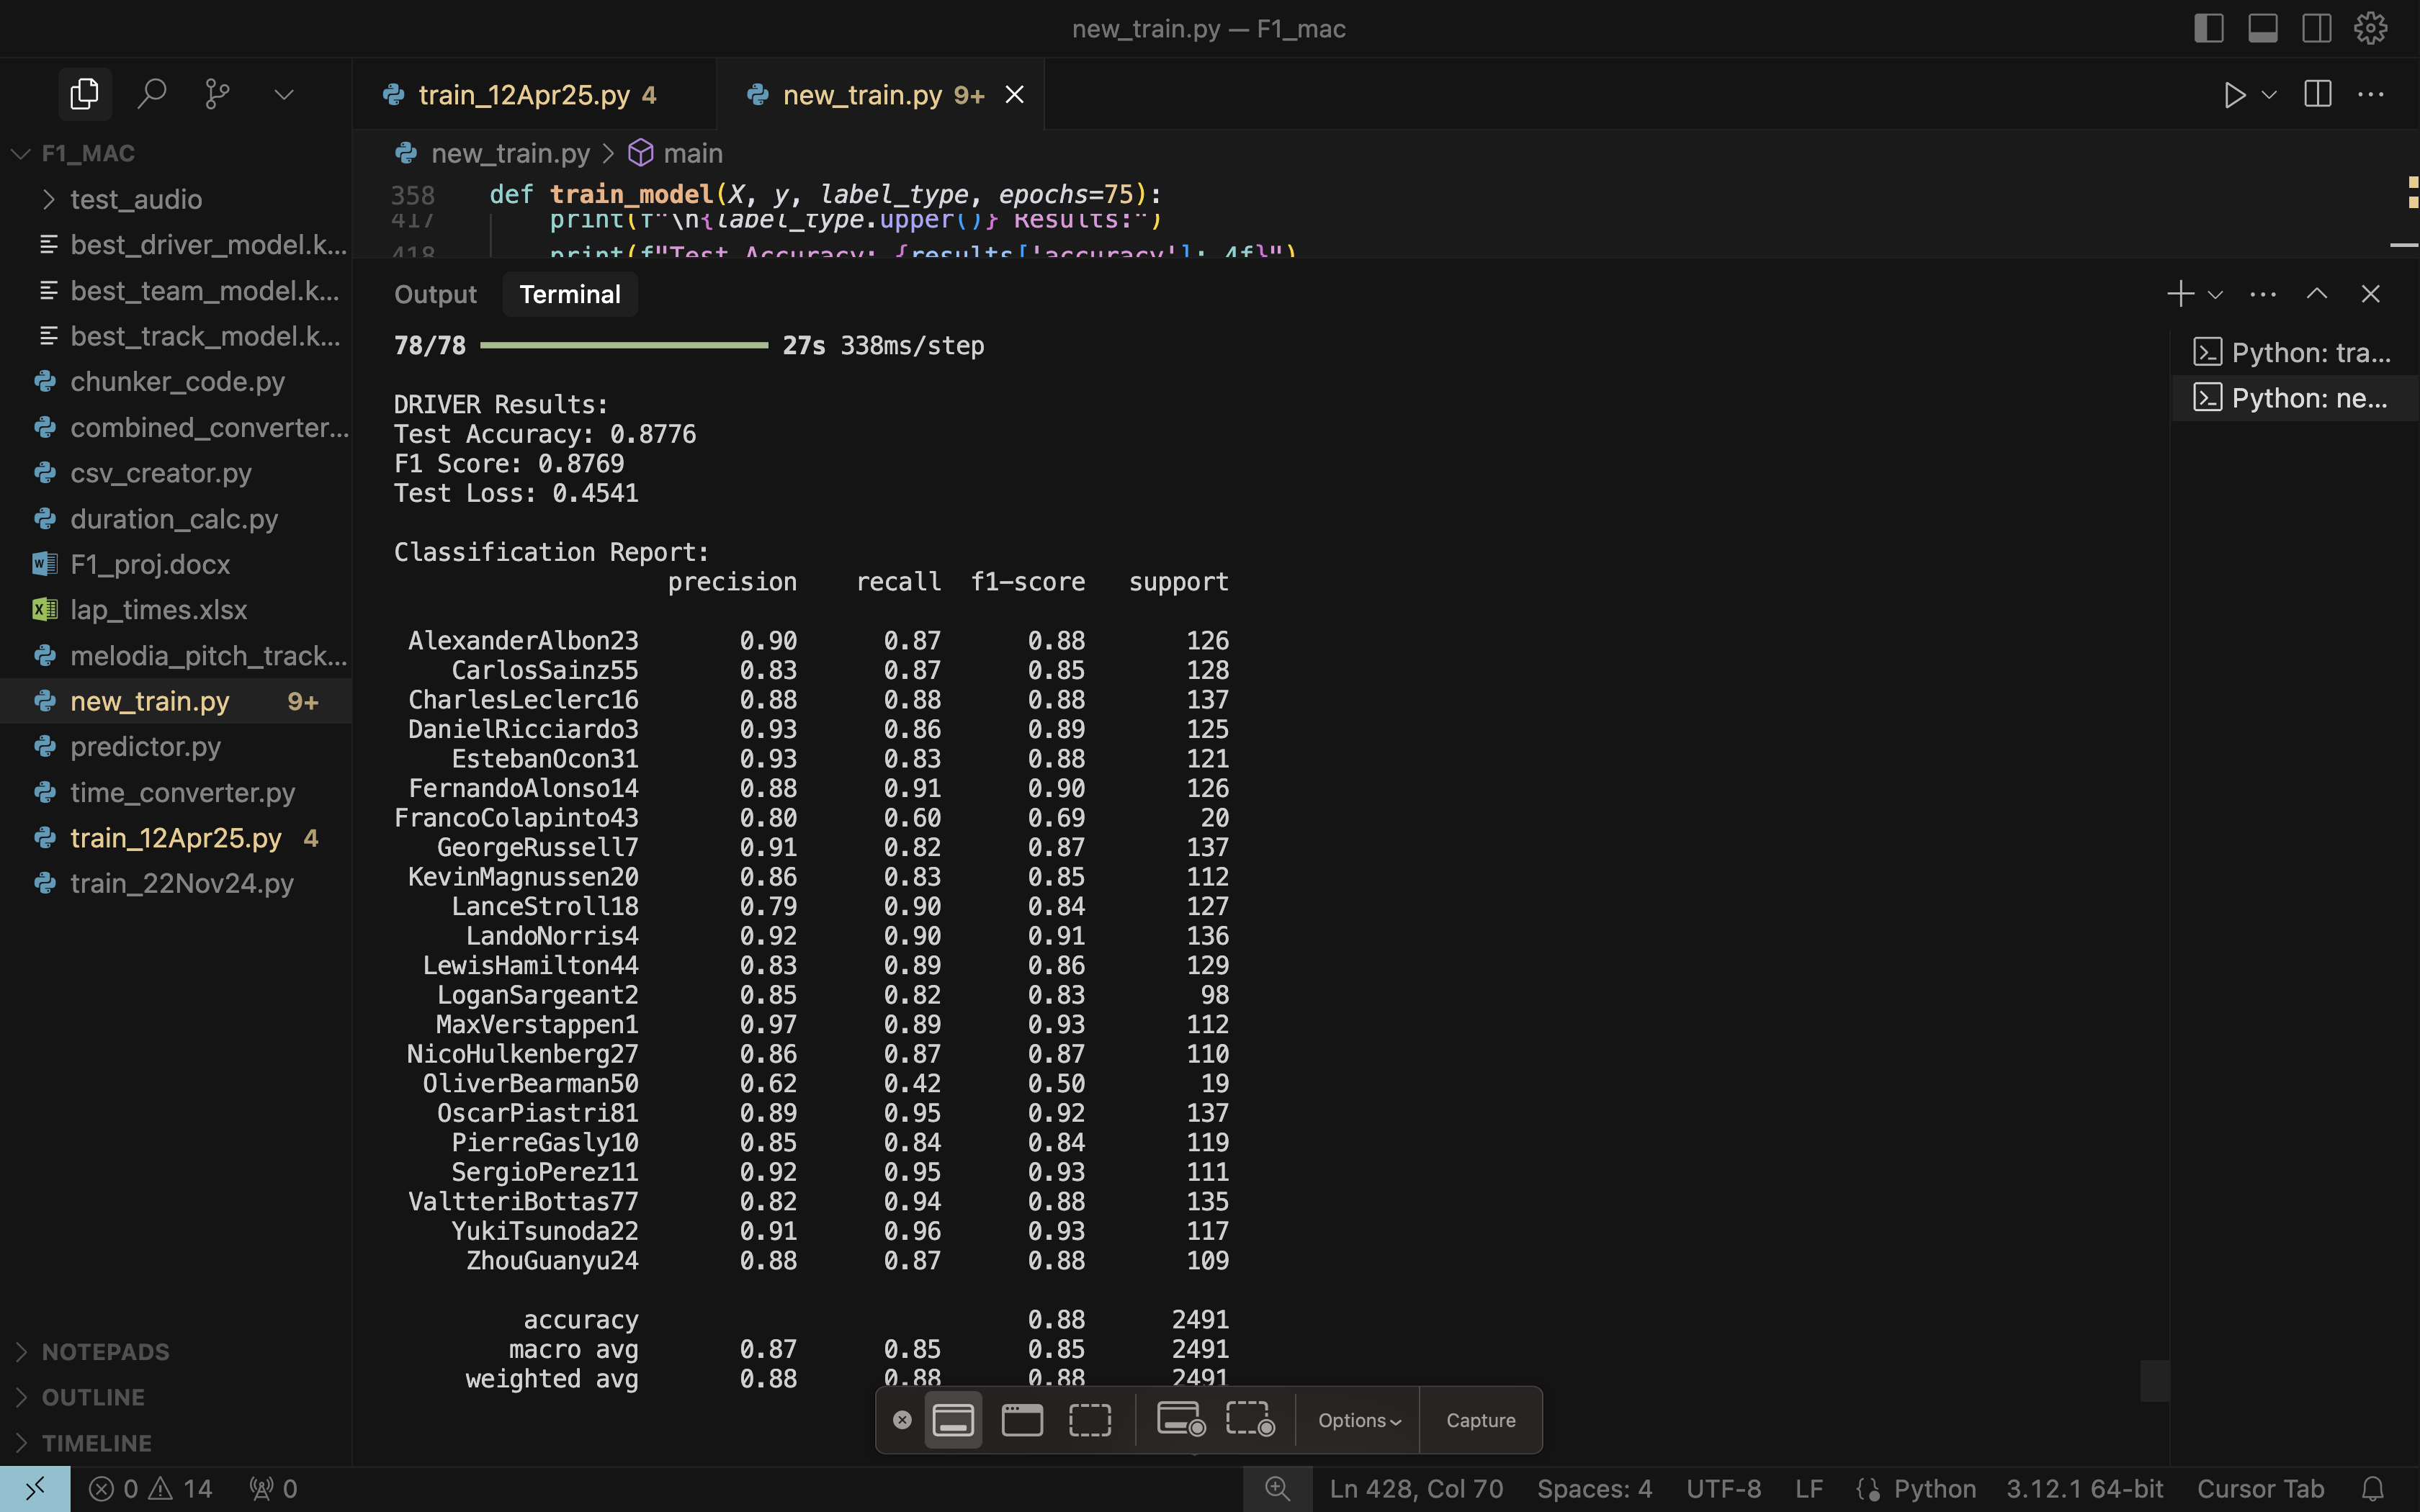 new_train.py — F1_mac
train_12Apr25.py 4
new_train.py 9+
F1_MAC
test_audio
best_driver_model.k...
best_team_model.k...
best_track_model.k...
chunker_code.py
combined_converter...
csv_creator.py
duration_calc.py
F1_proj.docx
lap_times.xlsx
melodia_pitch_track...
new_train.py 9+
predictor.py
time_converter.py
train_12Apr25.py 4
train_22Nov24.py
NOTEPADS
OUTLINE
TIMELINE
new_train.py > main
358 def train_model(X, y, label_type, epochs=75):
417 print(f"\n{label_type.upper()} Results:")
418 print(f"Test Accuracy: {results['accuracy']:.4f}")
Output Terminal
Python: tra...
Python: ne...
78/78 27s 338ms/step
DRIVER Results:
Test Accuracy: 0.8776
F1 Score: 0.8769
Test Loss: 0.4541
Classification Report:
precision recall f1-score support
AlexanderAlbon23 0.90 0.87 0.88 126
CarlosSainz55 0.83 0.87 0.85 128
CharlesLeclerc16 0.88 0.88 0.88 137
DanielRicciardo3 0.93 0.86 0.89 125
EstebanOcon31 0.93 0.83 0.88 121
FernandoAlonso14 0.88 0.91 0.90 126
FrancoColapinto43 0.80 0.60 0.69 20
GeorgeRussell7 0.91 0.82 0.87 137
KevinMagnussen20 0.86 0.83 0.85 112
LanceStroll18 0.79 0.90 0.84 127
LandoNorris4 0.92 0.90 0.91 136
LewisHamilton44 0.83 0.89 0.86 129
LoganSargeant2 0.85 0.82 0.83 98
MaxVerstappen1 0.97 0.89 0.93 112
NicoHulkenberg27 0.86 0.87 0.87 110
OliverBearman50 0.62 0.42 0.50 19
OscarPiastri81 0.89 0.95 0.92 137
PierreGasly10 0.85 0.84 0.84 119
SergioPerez11 0.92 0.95 0.93 111
ValtteriBottas77 0.82 0.94 0.88 135
YukiTsunoda22 0.91 0.96 0.93 117
ZhouGuanyu24 0.88 0.87 0.88 109
accuracy 0.88 2491
macro avg 0.87 0.85 0.85 2491
weighted avg 0.88 0.88 0.88 2491
Options Capture
0 14 0 Ln 428, Col 70 Spaces: 4 UTF-8 LF Python 3.12.1 64-bit Cursor Tab